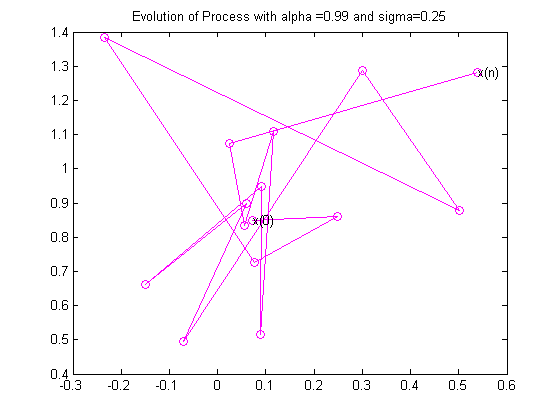 Evolution of Process with alpha =0.99 and sigma=0.25
1.4
1.3
x(n)
1.2
1.1
1
0.9
x(0)
0.8
0.7
0.6
0.5
0.4
-0.3 -0.2 -0.1 0 0.1 0.2 0.3 0.4 0.5 0.6